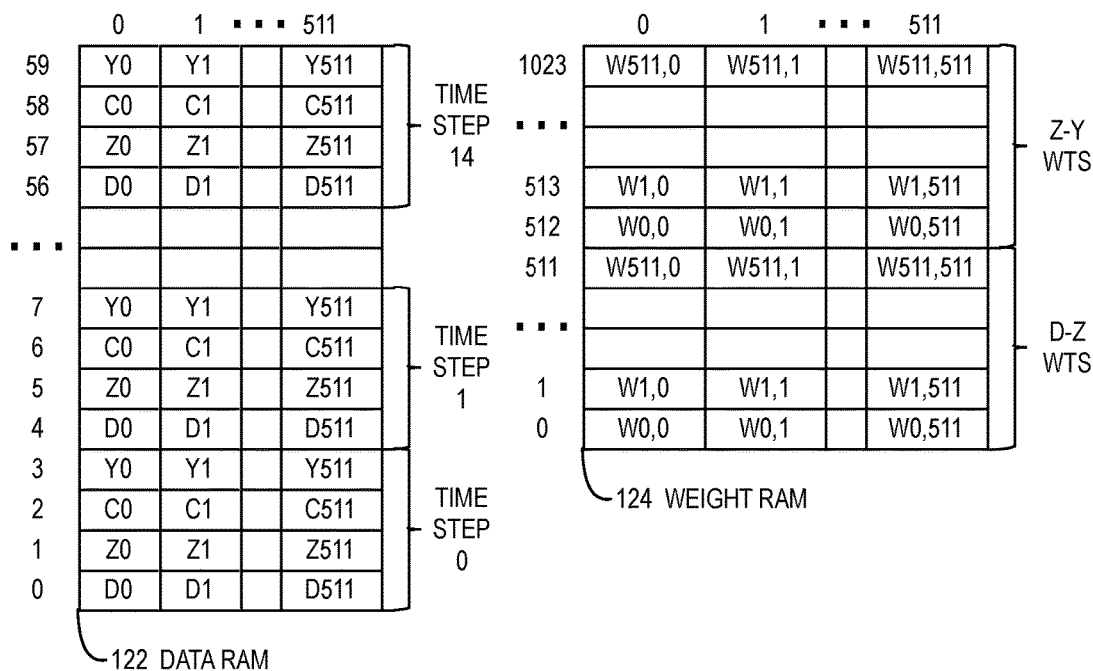 0 1 ▪ ▪ ▪ 511
59 Y0 Y1 Y511
58 C0 C1 C511
57 Z0 Z1 Z511
56 D0 D1 D511
TIME
STEP
14
▪ ▪ ▪
7 Y0 Y1 Y511
6 C0 C1 C511
5 Z0 Z1 Z511
4 D0 D1 D511
TIME
STEP
1
3 Y0 Y1 Y511
2 C0 C1 C511
1 Z0 Z1 Z511
0 D0 D1 D511
TIME
STEP
0
122 DATA RAM
0 1 ▪ ▪ ▪ 511
1023 W511,0 W511,1 W511,511
▪ ▪ ▪
513 W1,0 W1,1 W1,511
512 W0,0 W0,1 W0,511
Z-Y
WTS
511 W511,0 W511,1 W511,511
▪ ▪ ▪
1 W1,0 W1,1 W1,511
0 W0,0 W0,1 W0,511
D-Z
WTS
124 WEIGHT RAM